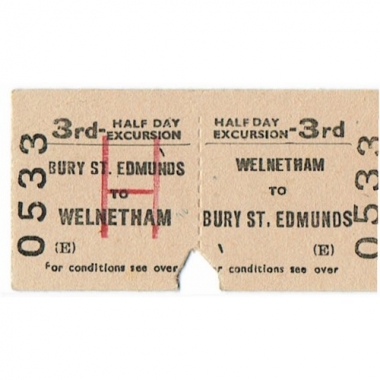 0533
3rd- HALF DAY
EXCURSION
BURY ST. EDMUNDS
TO
WELNETHAM
(E)
For conditions see over
H
HALF DAY
EXCURSION -3rd
WELNETHAM
TO
BURY ST. EDMUNDS
(E)
For conditions see over
0533